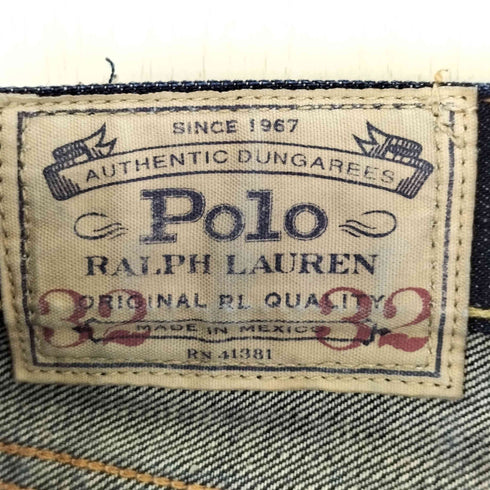 SINCE 1967
AUTHENTIC DUNGAREES
Polo
RALPH LAUREN
ORIGINAL RL QUALITY
32 32
MADE IN MEXICO
RN 41381